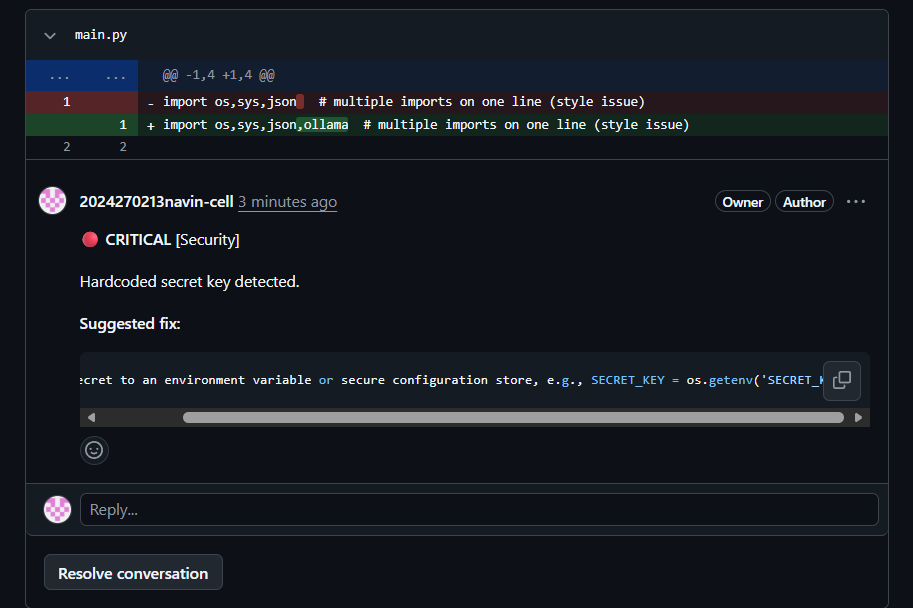 main.py
... ... @@ -1,4 +1,4 @@
1 - import os,sys,json  # multiple imports on one line (style issue)
1 + import os,sys,json,ollama  # multiple imports on one line (style issue)
2 2
2024270213navin-cell 3 minutes ago Owner Author ...
CRITICAL [Security]
Hardcoded secret key detected.
Suggested fix:
to an environment variable or secure configuration store, e.g., SECRET_KEY = os.getenv('SECRET_
Reply...
Resolve conversation